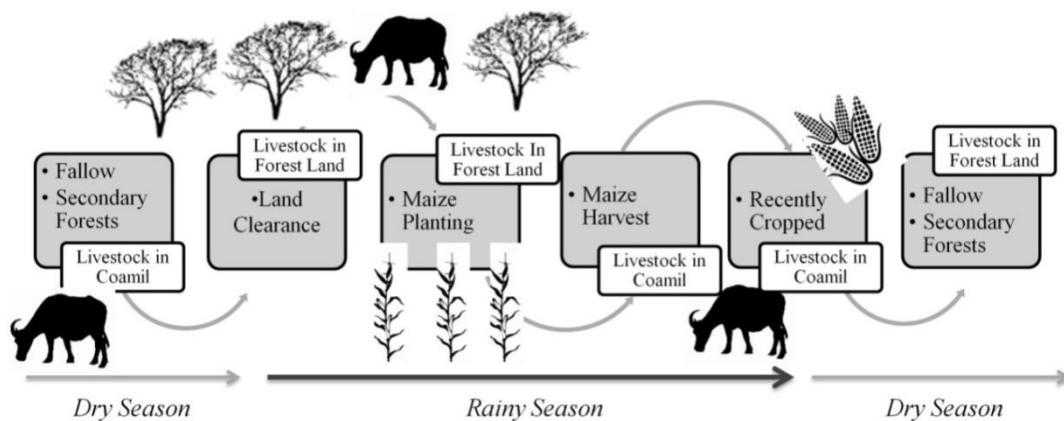 • Fallow
• Secondary
Forests
Livestock in
Coamil
Livestock in
Forest Land
•Land
Clearance
Livestock In
Forest Land
• Maize
Planting
• Maize
Harvest
Livestock in
Coamil
• Recently
Cropped
Livestock in
Coamil
Livestock in
Forest Land
• Fallow
• Secondary
Forests
Dry Season
Rainy Season
Dry Season